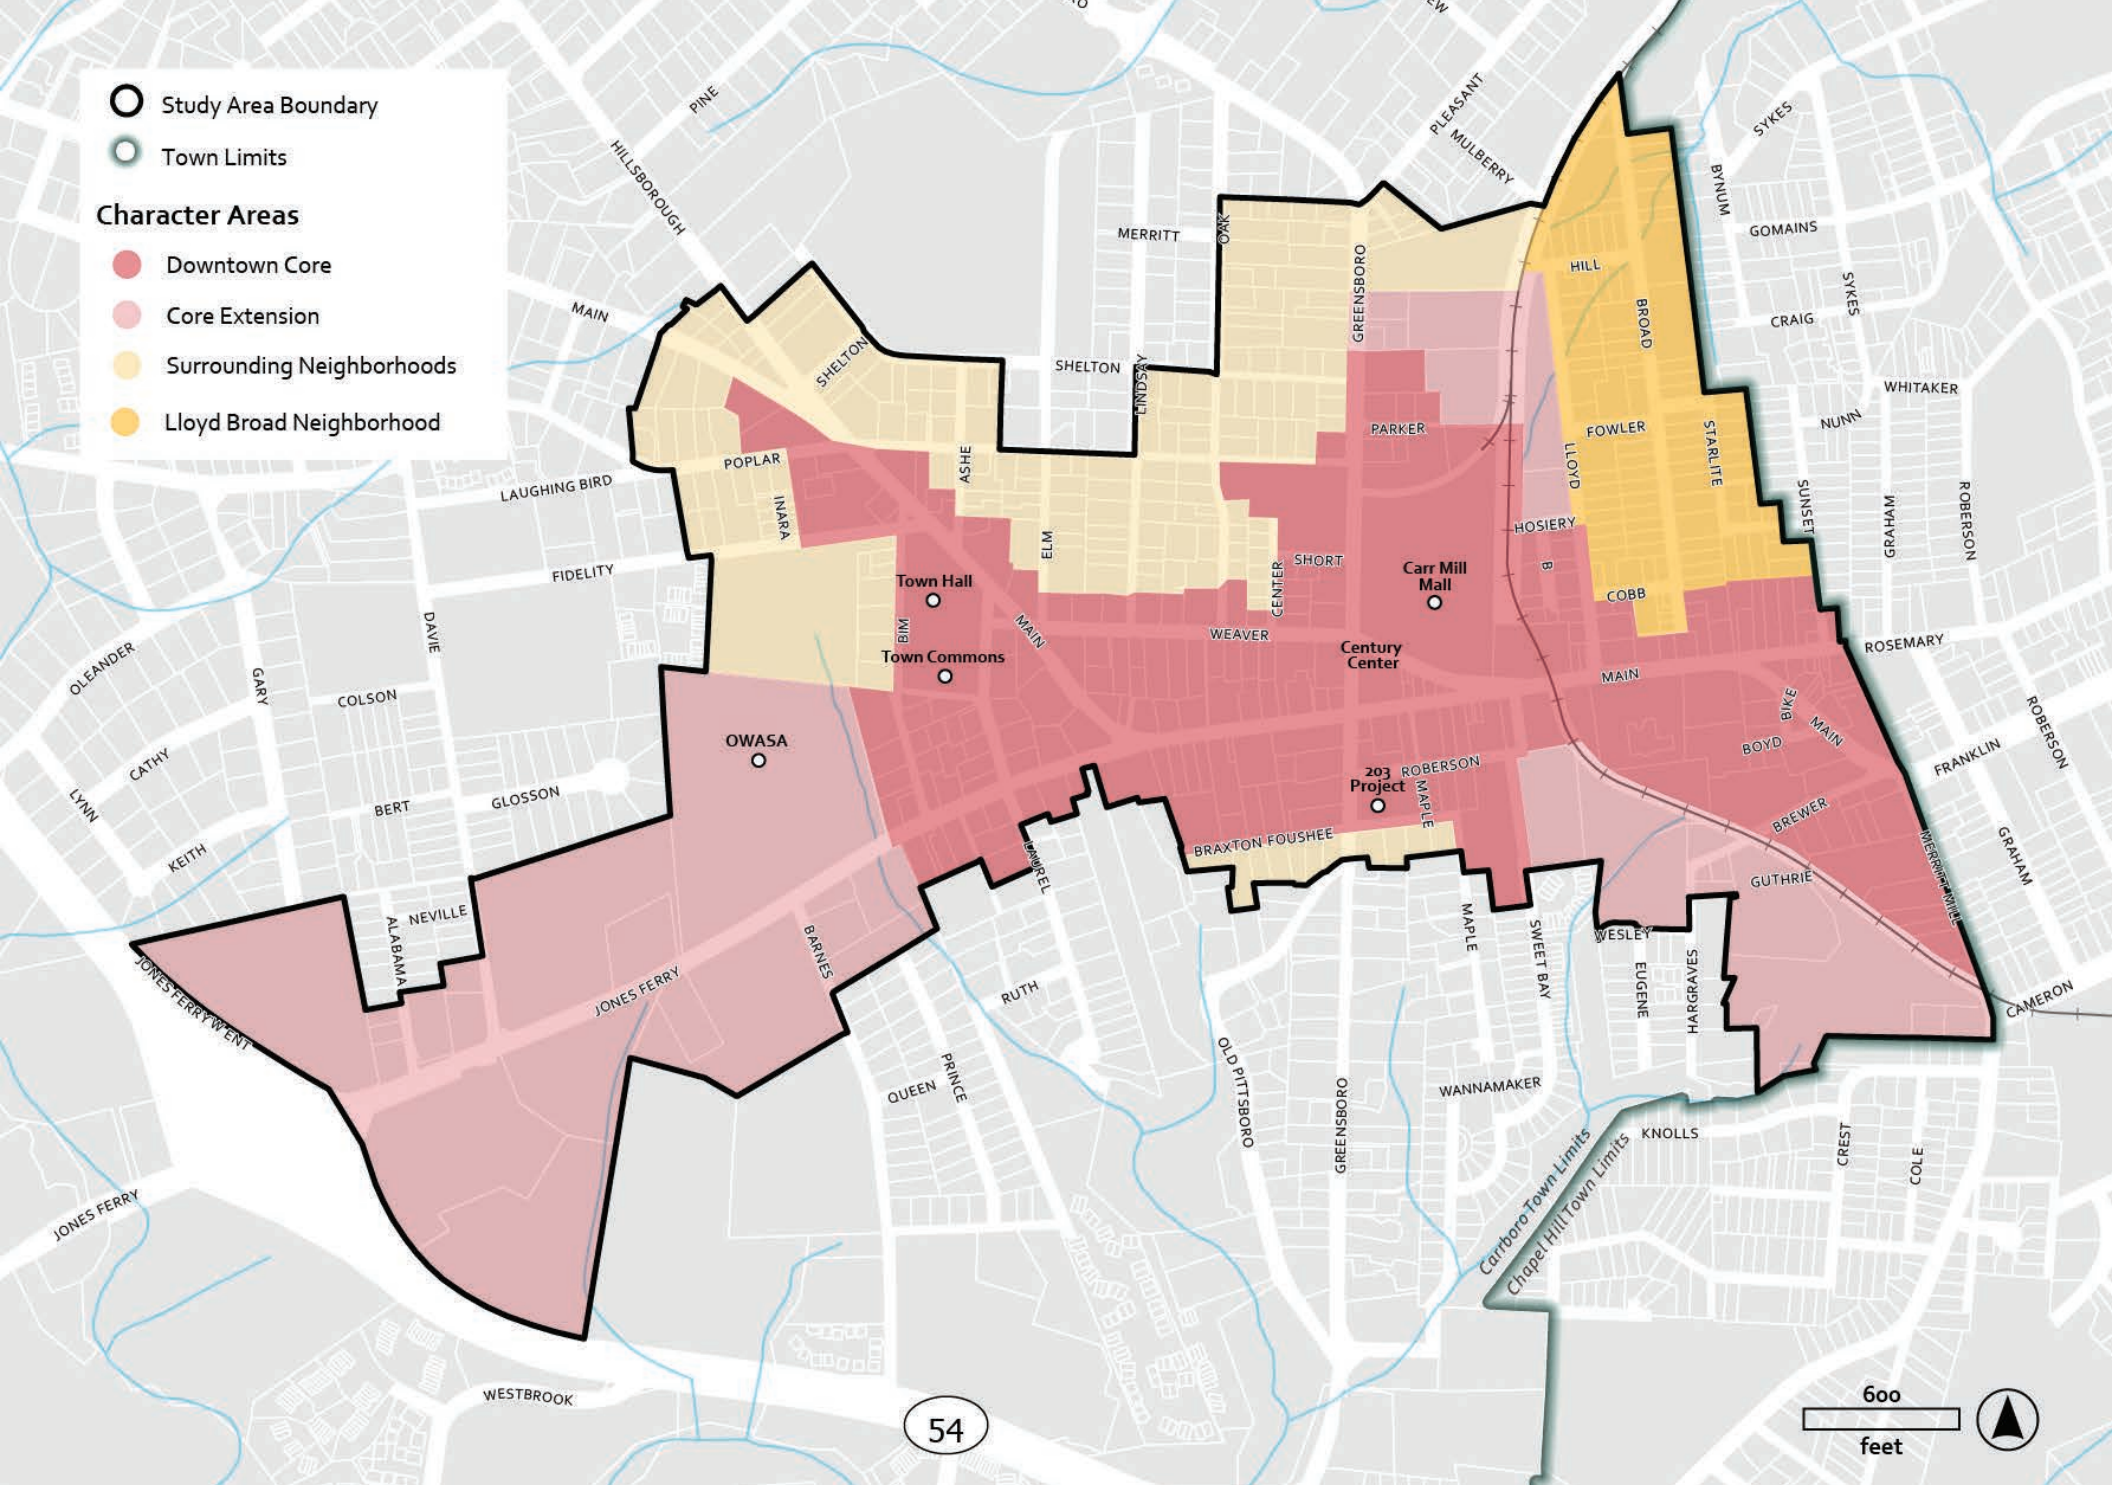 Study Area Boundary
Town Limits
Character Areas
Downtown Core
Core Extension
Surrounding Neighborhoods
Lloyd Broad Neighborhood
PINE
HILLSBOROUGH
MAIN
SHELTON
MERRITT
OAK
SHELTON
LINDSAY
GREENSBORO
PLEASANT
MULBERRY
SYKES
BYNUM
GOMAINS
SYKES
CRAIG
WHITAKER
NUNN
HILL
BROAD
FOWLER
STARLITE
LLOYD
SUNSET
GRAHAM
ROBERSON
PARKER
HOSIERY
B
COBB
POPLAR
LAUGHING BIRD
INARA
ASHE
ELM
FIDELITY
DAVIE
OLEANDER
GARY
COLSON
CATHY
LYNN
KEITH
BERT
GLOSSON
Town Hall
BIM
MAIN
Town Commons
OWASA
CENTER
SHORT
WEAVER
Carr Mill
Mall
Century
Center
203
Project
ROBERSON
MAPLE
BRAXTON FOUSHEE
MAIN
BIKE
MAIN
BOYD
BREWER
ROSEMARY
FRANKLIN
ROBERSON
GRAHAM
MERRITT MILL
GUTHRIE
CAMERON
LAUREL
NEVILLE
ALABAMA
JONES FERRY W ENT
JONES FERRY
BARNES
RUTH
QUEEN
PRINCE
OLD PITTSBORO
GREENSBORO
MAPLE
SWEET BAY
WESLEY
EUGENE
HARGRAVES
WANNAMAKER
KNOLLS
CREST
COLE
Carrboro Town Limits
Chapel Hill Town Limits
JONES FERRY
WESTBROOK
54
600
feet